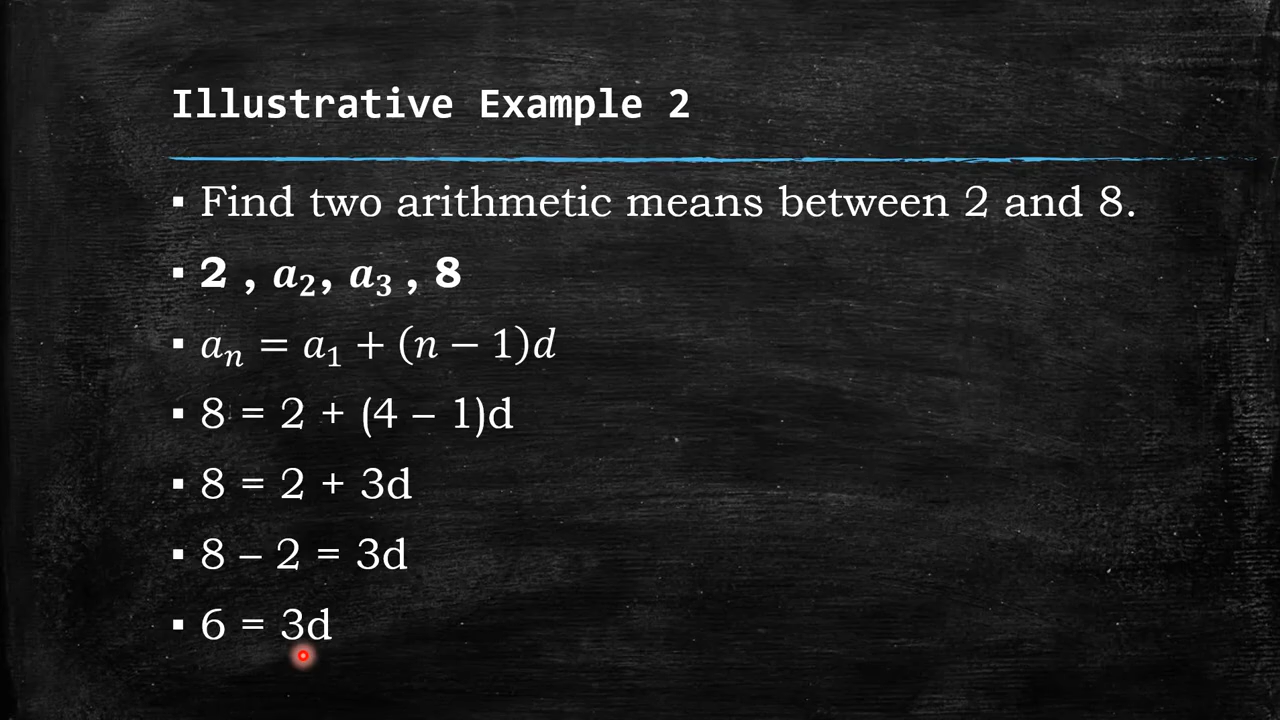 Illustrative Example 2
▪ Find two arithmetic means between 2 and 8.
▪ 2 , a₂, a₃ , 8
▪ aₙ = a₁ + (n − 1)d
▪ 8 = 2 + (4 – 1)d
▪ 8 = 2 + 3d
▪ 8 – 2 = 3d
▪ 6 = 3d